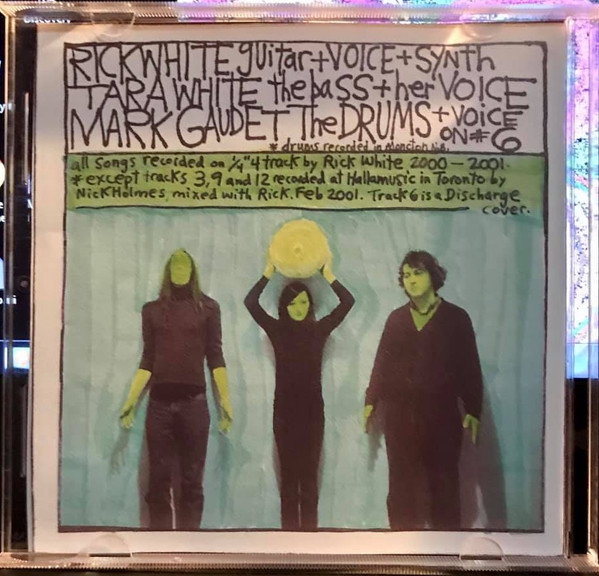 RICK WHITE guitar + VOICE + SYNTH
TARA WHITE the bass + her VOICE
MARK GAUDET The DRUMS + VOICE
ON #6
* drums recorded in Moncton N.B.
all songs recorded on ¼" 4 track by Rick White 2000 — 2001.
* except tracks 3, 9 and 12 recorded at Hallamusic in Toronto by
Nick Holmes, mixed with Rick. Feb 2001. Track 6 is a Discharge
cover.